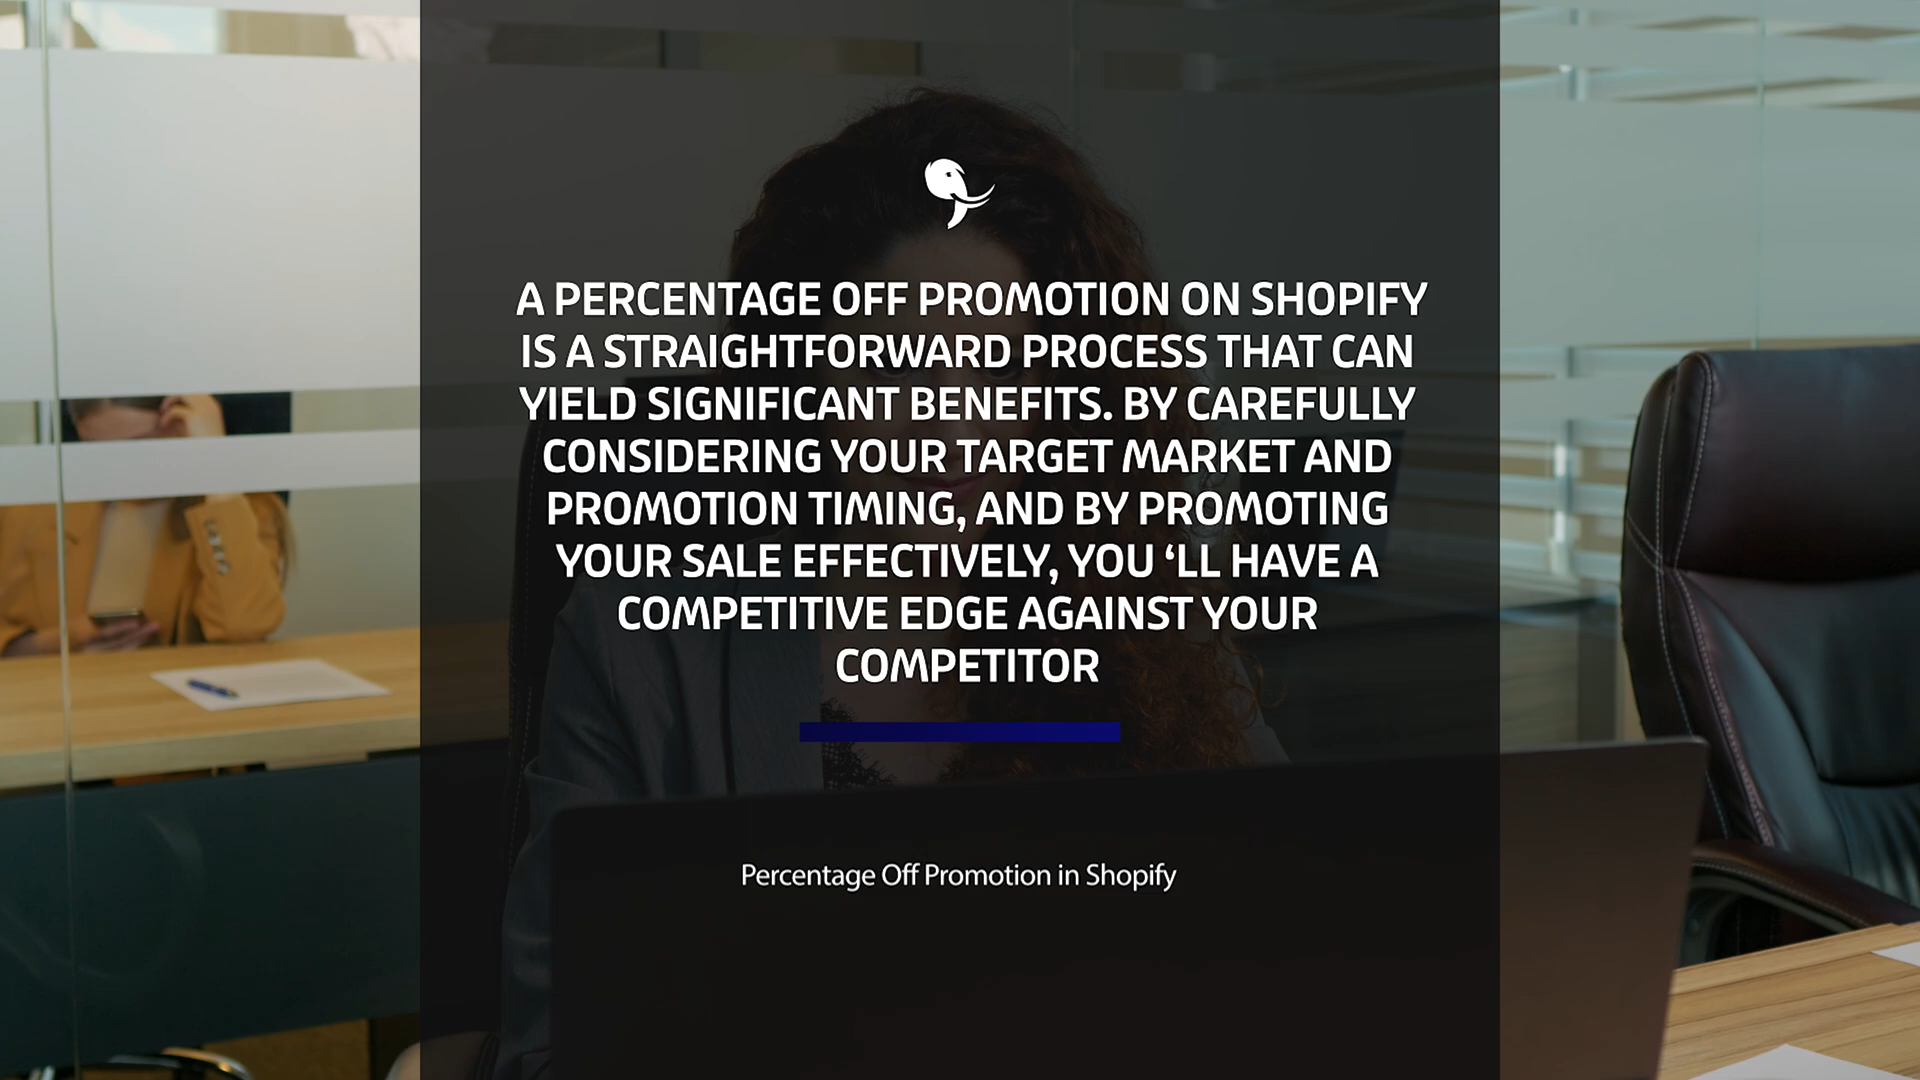 A PERCENTAGE OFF PROMOTION ON SHOPIFY
IS A STRAIGHTFORWARD PROCESS THAT CAN
YIELD SIGNIFICANT BENEFITS. BY CAREFULLY
CONSIDERING YOUR TARGET MARKET AND
PROMOTION TIMING, AND BY PROMOTING
YOUR SALE EFFECTIVELY, YOU ‘LL HAVE A
COMPETITIVE EDGE AGAINST YOUR
COMPETITOR
Percentage Off Promotion in Shopify